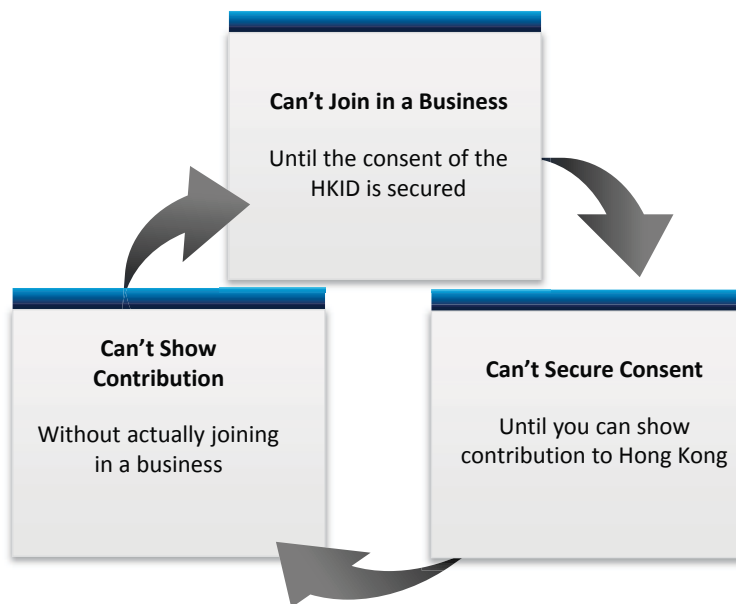 Can’t Join in a Business
Until the consent of the
HKID is secured
Can’t Show
Contribution
Without actually joining
in a business
Can’t Secure Consent
Until you can show
contribution to Hong Kong